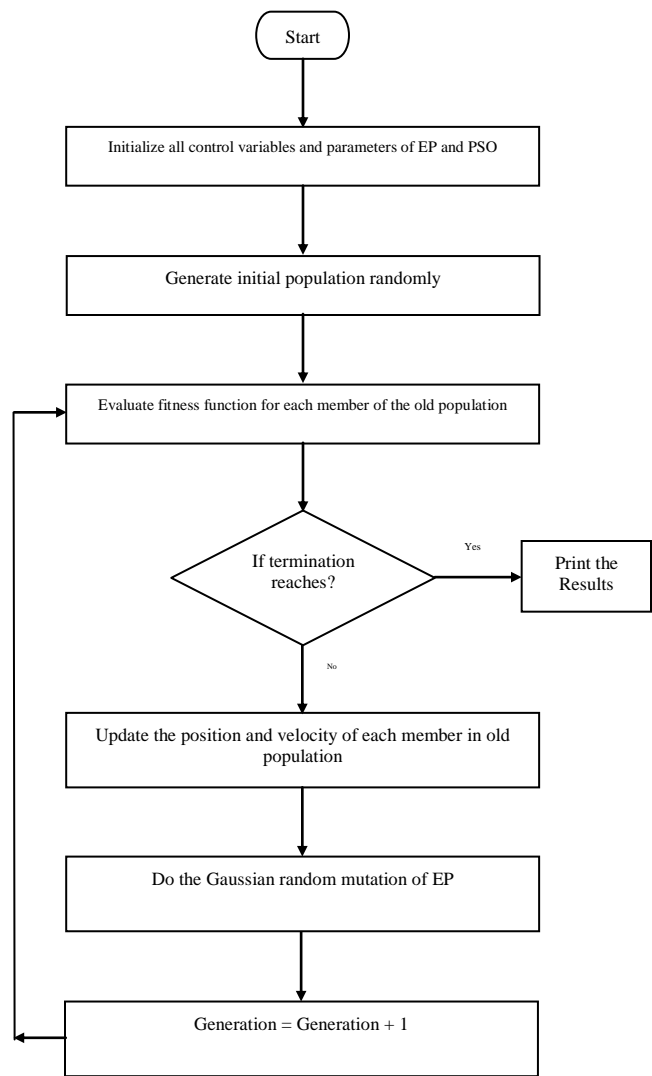 Start
Initialize all control variables and parameters of EP and PSO
Generate initial population randomly
Evaluate fitness function for each member of the old population
If termination
reaches?
Yes
Print the
Results
No
Update the position and velocity of each member in old
population
Do the Gaussian random mutation of EP
Generation = Generation + 1